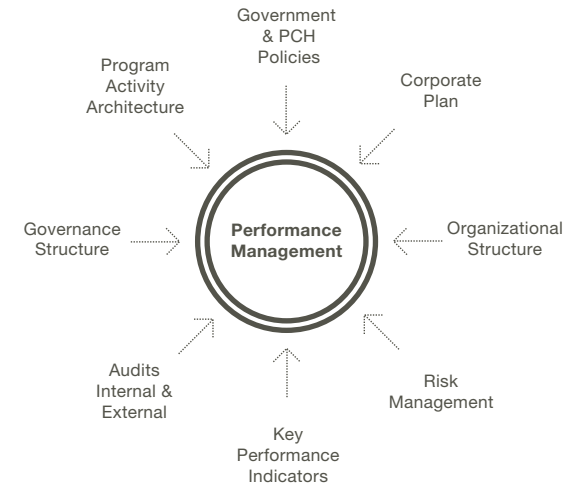 Government
& PCH
Policies
Program
Activity
Architecture
Corporate
Plan
Governance
Structure
Performance
Management
Organizational
Structure
Audits
Internal &
External
Risk
Management
Key
Performance
Indicators